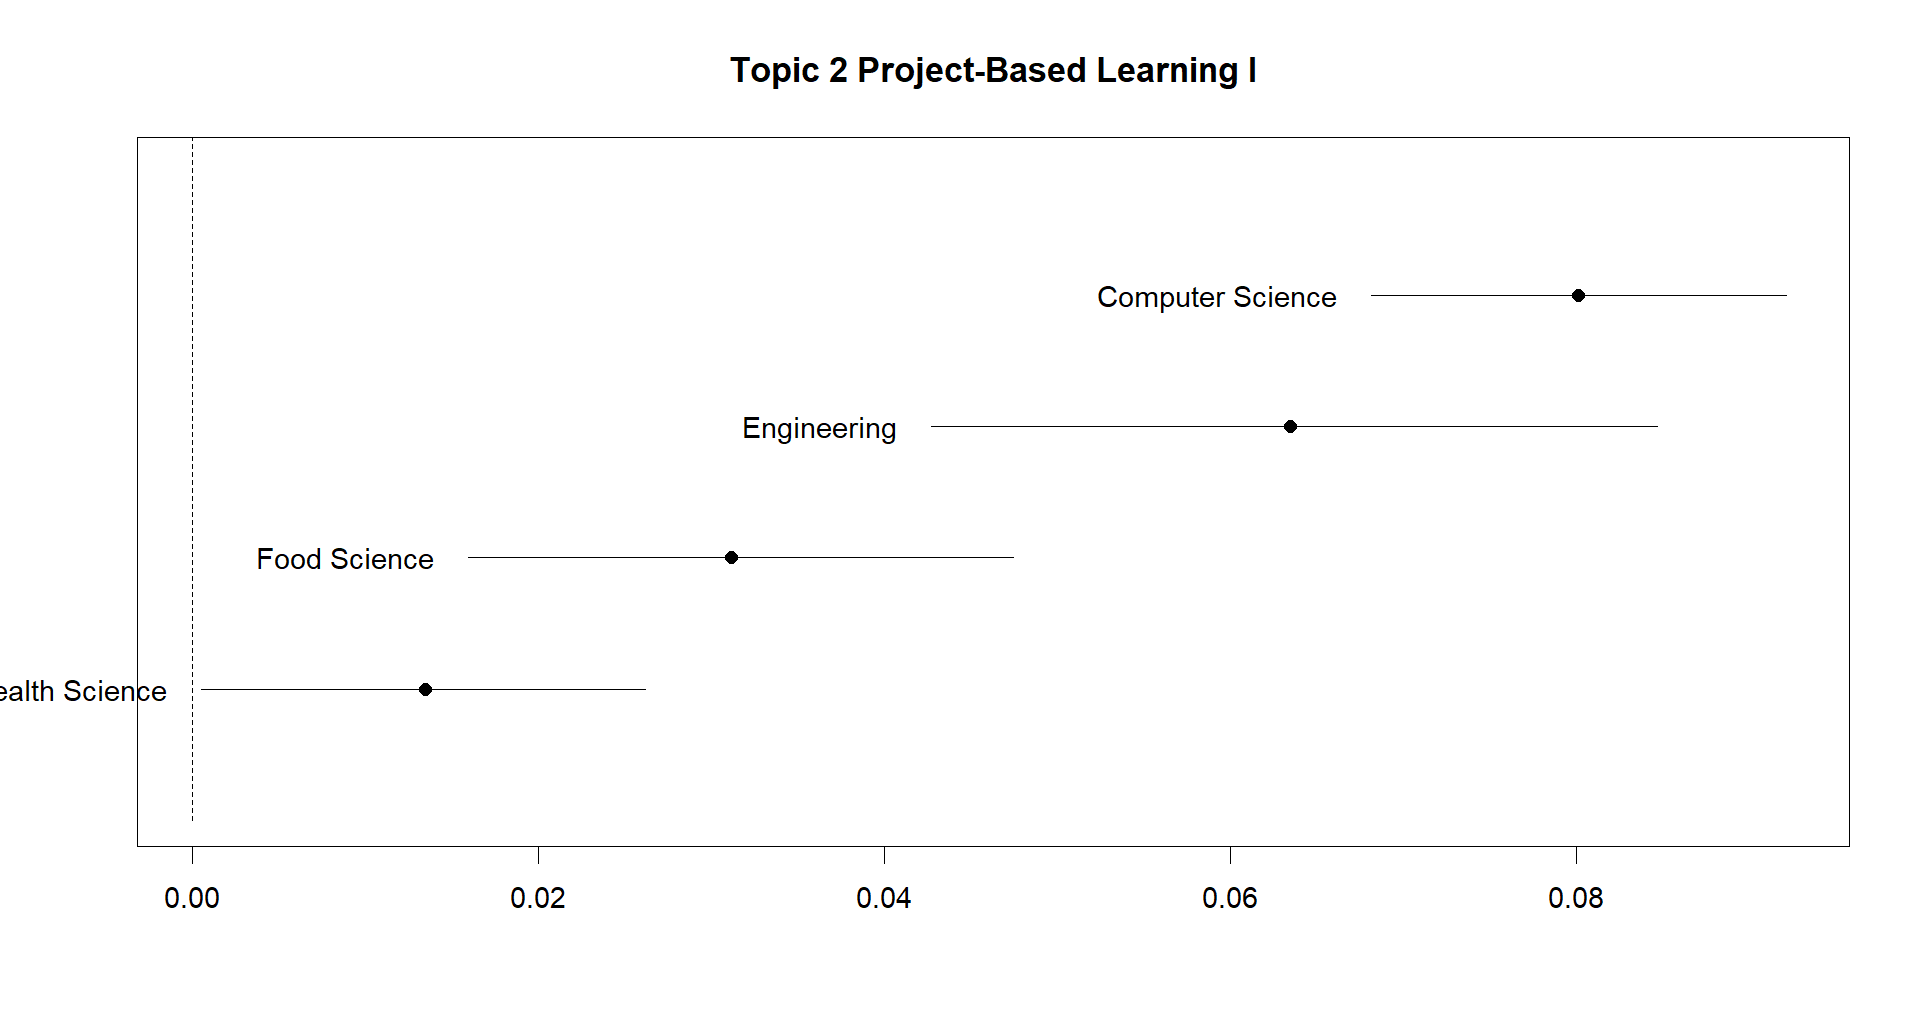 Topic 2 Project-Based Learning I
Computer Science
Engineering
Food Science
ealth Science
0.00 0.02 0.04 0.06 0.08